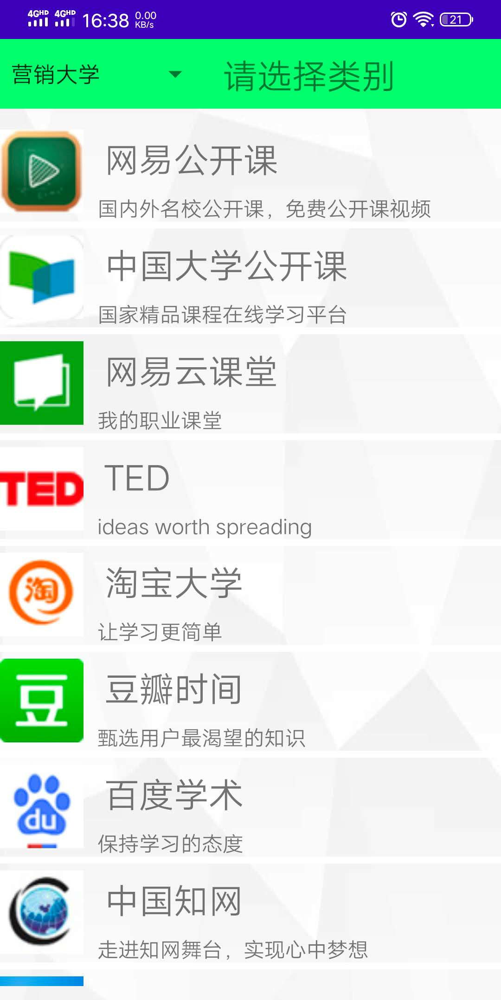 4GHD 4GHD 16:38 0.00 KB/s 21
营销大学 请选择类别
网易公开课
国内外名校公开课，免费公开课视频
中国大学公开课
国家精品课程在线学习平台
网易云课堂
我的职业课堂
TED
TED
ideas worth spreading
淘
淘宝大学
让学习更简单
豆
豆瓣时间
甄选用户最渴望的知识
du
百度学术
保持学习的态度
中国知网
走进知网舞台，实现心中梦想